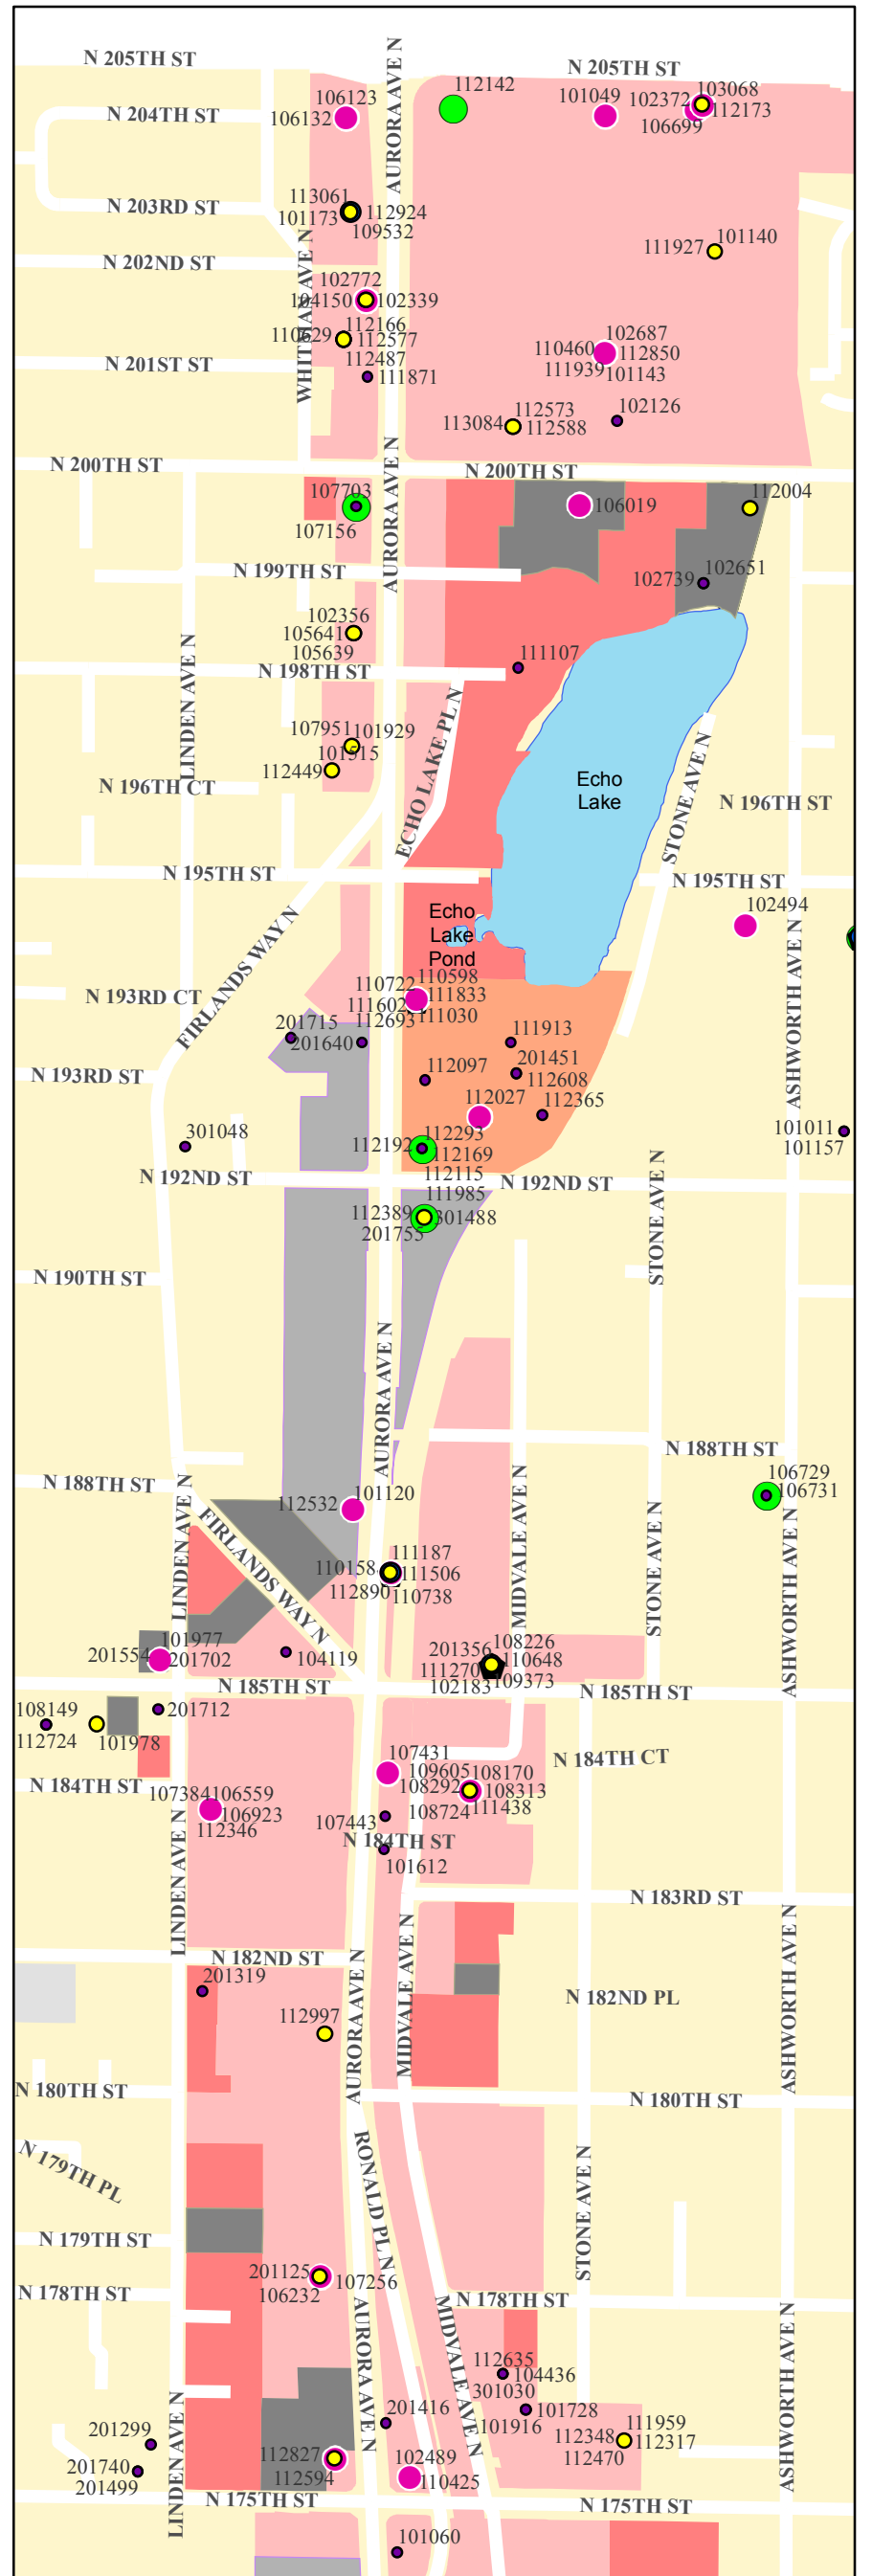 N 205TH ST
AURORA AVE N
N 205TH ST
112142
106123
106132
N 204TH ST
101049
102372
103068
112173
106699
113061
101173
112924
109532
N 203RD ST
101140
111927
N 202ND ST
WHITMAN AVE N
102772
104150
102339
112166
110629
112577
112487
111871
N 201ST ST
102687
110460
112850
111939
101143
102126
112573
113084
112588
N 200TH ST
N 200TH ST
AURORA AVE N
107703
107156
106019
112004
N 199TH ST
102651
102739
102356
105641
105639
111107
N 198TH ST
LINDEN AVE N
ECHO LAKE PL N
107951
101929
101515
112449
N 196TH CT
Echo
Lake
STONE AVE N
N 196TH ST
N 195TH ST
N 195TH ST
102494
Echo
Lake
Pond
FIRLANDS WAY N
ASHWORTH AVE N
110722
110598
111602
111833
112693
111030
N 193RD CT
201715
201640
111913
201451
112608
112097
N 193RD ST
112027
112365
101011
101157
301048
112192
112293
112169
112115
N 192ND ST
N 192ND ST
STONE AVE N
111985
112389
301488
201755
N 190TH ST
AURORA AVE N
N 188TH ST
N 188TH ST
106729
106731
101120
112532
LINDEN AVE N
FIRLANDS WAY N
MIDVALE AVE N
STONE AVE N
ASHWORTH AVE N
111187
110158
111506
112890
110738
101977
201554
201702
104119
201356
108226
111270
110648
102183
109373
N 185TH ST
N 185TH ST
108149
112724
101978
201712
107431
109605
108292
108170
108313
111438
108724
N 184TH CT
N 184TH ST
107384
106559
106923
112346
107443
N 184TH ST
101612
LINDEN AVE N
N 183RD ST
N 182ND ST
201319
AURORA AVE N
MIDVALE AVE N
N 182ND PL
ASHWORTH AVE N
112997
N 180TH ST
N 180TH ST
N 179TH PL
RONALD PL N
STONE AVE N
N 179TH ST
201125
106232
107256
N 178TH ST
N 178TH ST
AURORA AVE N
MIDVALE AVE N
ASHWORTH AVE N
112635
104436
301030
101728
101916
201416
111959
112348
112317
112470
LINDEN AVE N
201299
201740
201499
112827
112594
102489
110425
N 175TH ST
N 175TH ST
101060